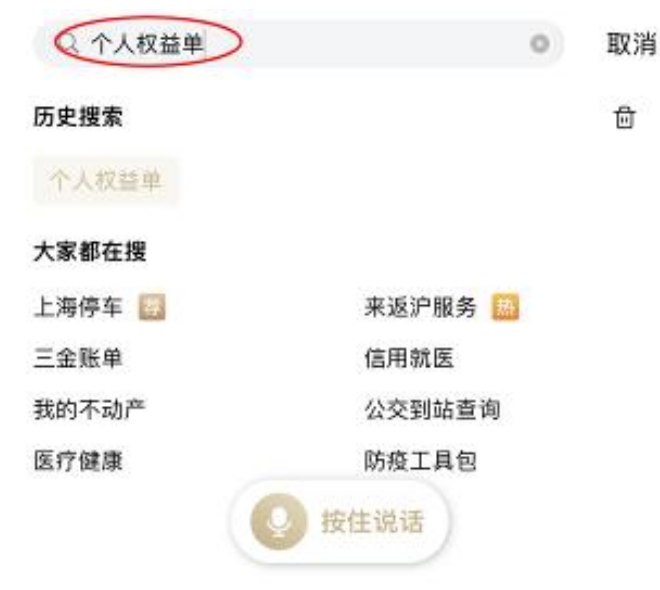 个人权益单 取消
历史搜索
个人权益单
大家都在搜
上海停车 荐 来返沪服务 热
三金账单 信用就医
我的不动产 公交到站查询
医疗健康 防疫工具包
按住说话